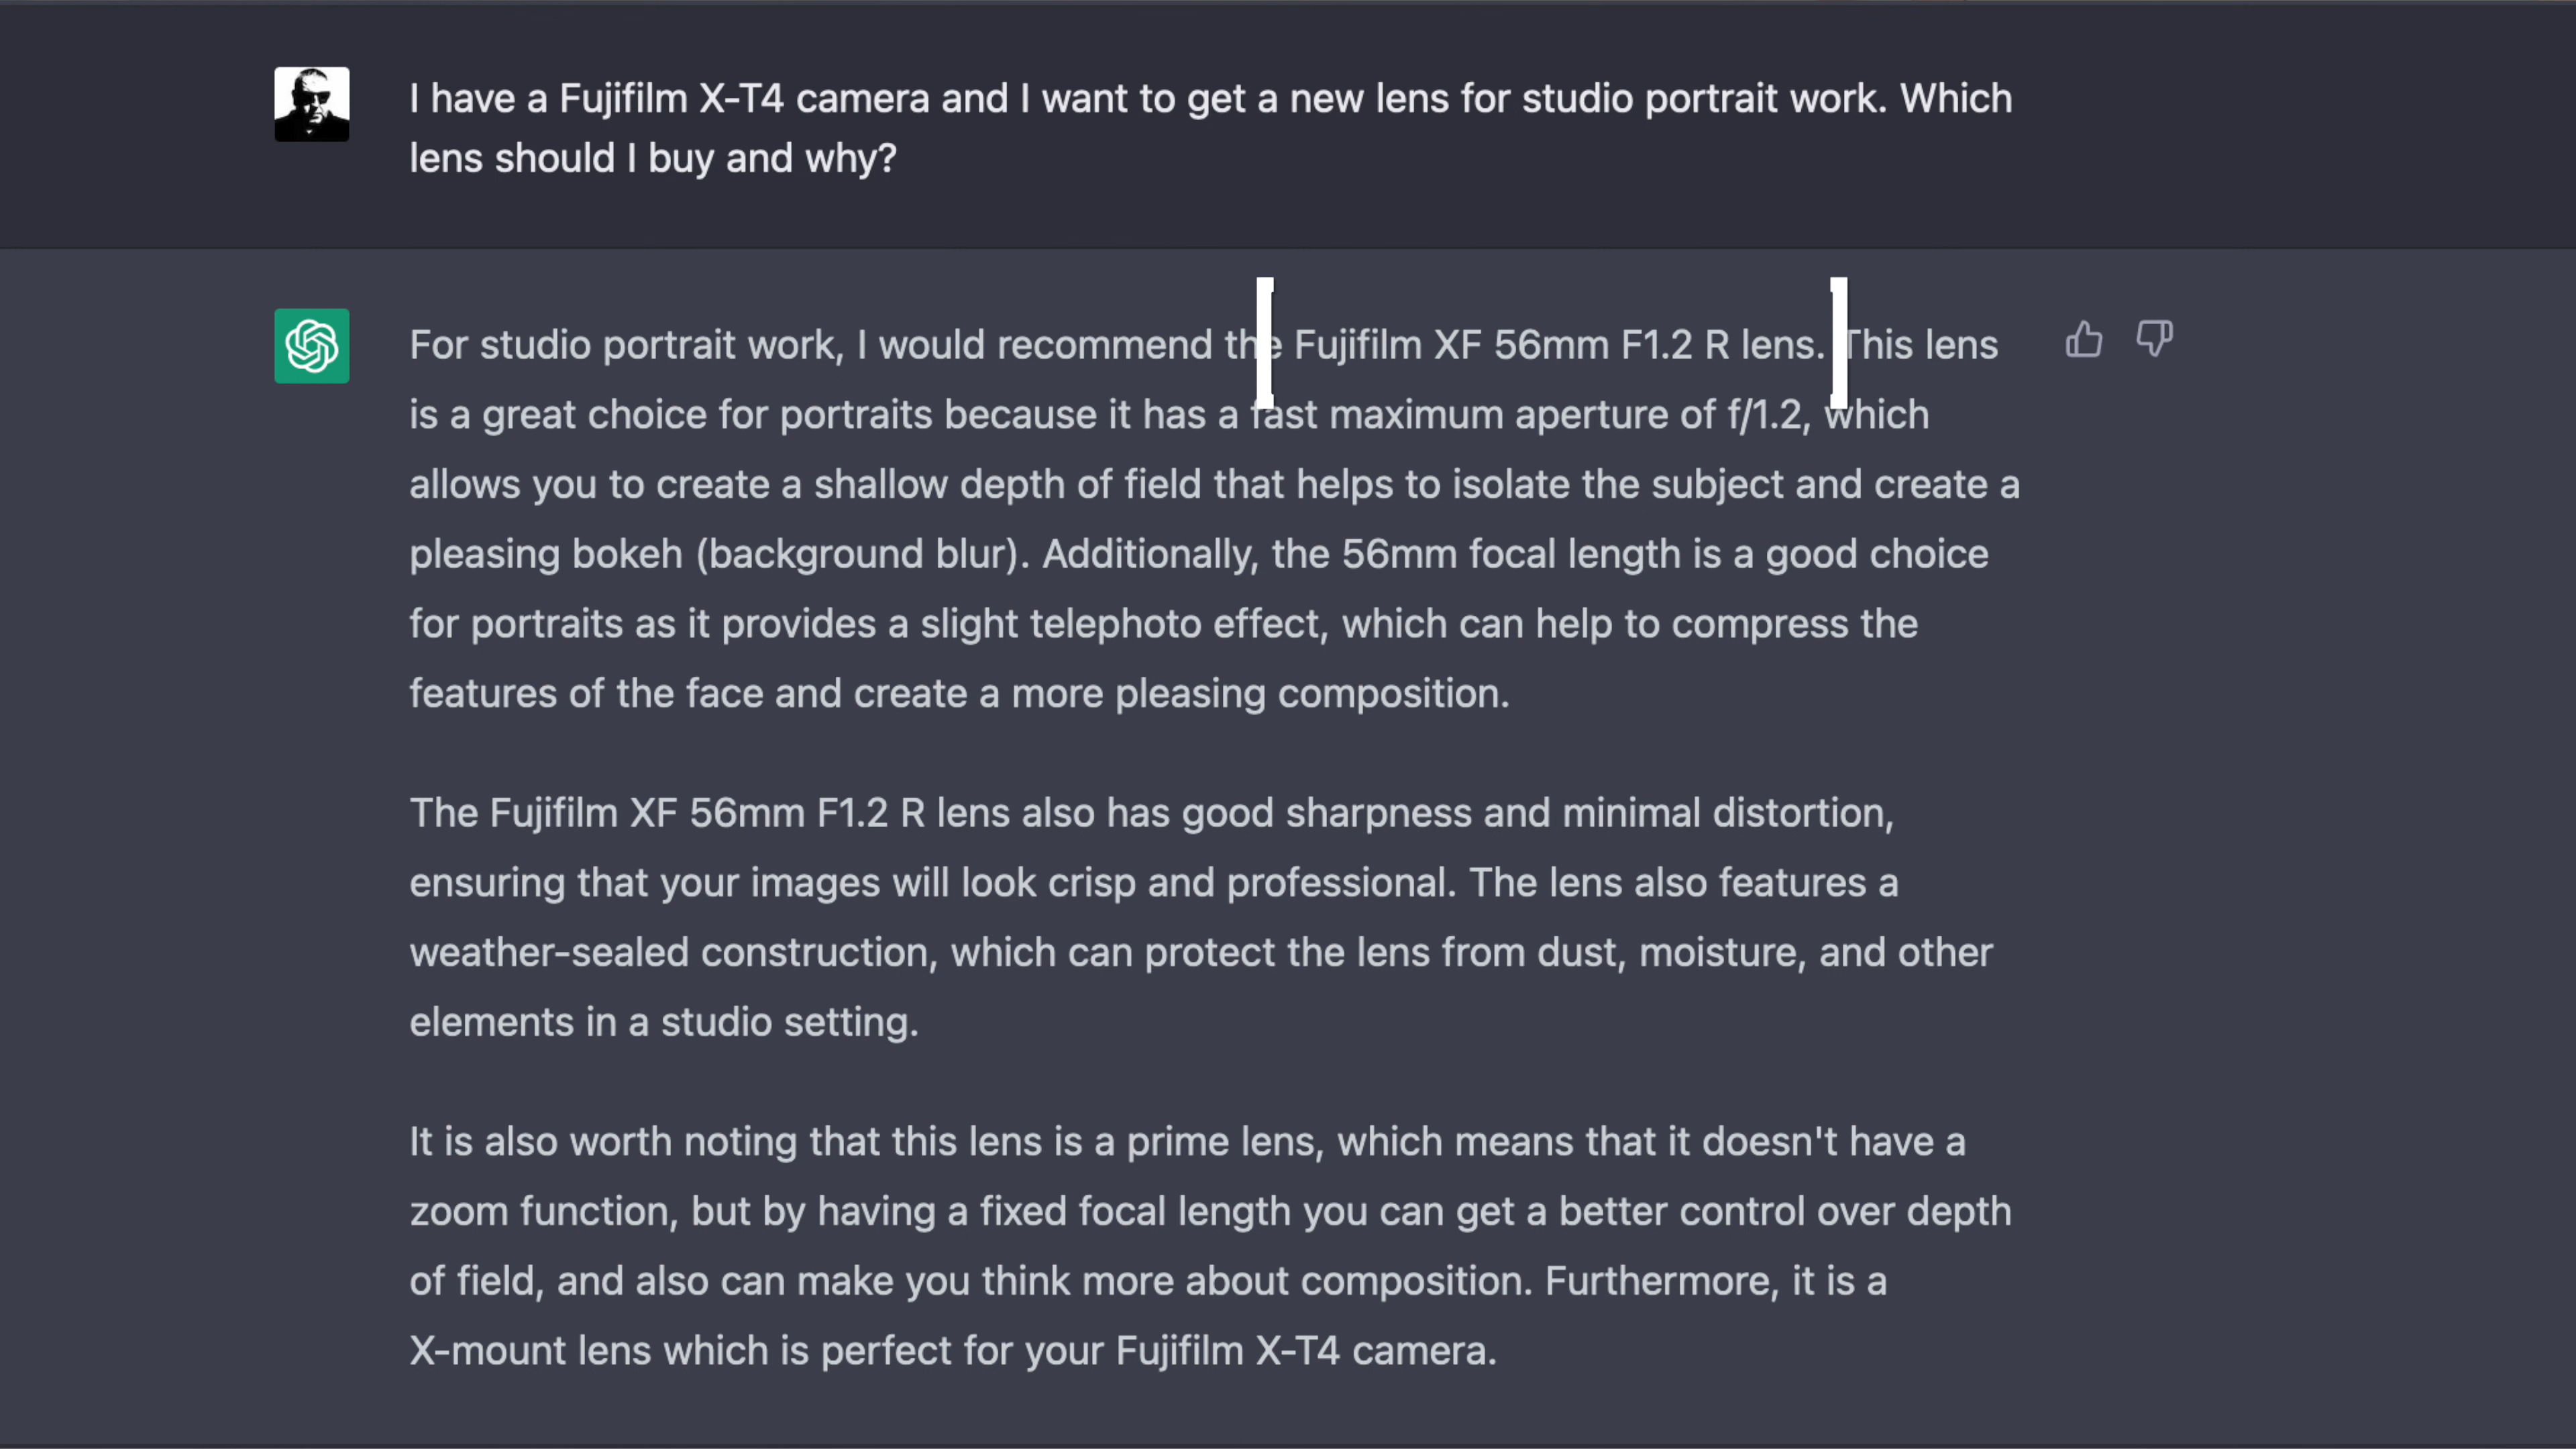 I have a Fujifilm X-T4 camera and I want to get a new lens for studio portrait work. Which
lens should I buy and why?
For studio portrait work, I would recommend the Fujifilm XF 56mm F1.2 R lens. This lens
is a great choice for portraits because it has a fast maximum aperture of f/1.2, which
allows you to create a shallow depth of field that helps to isolate the subject and create a
pleasing bokeh (background blur). Additionally, the 56mm focal length is a good choice
for portraits as it provides a slight telephoto effect, which can help to compress the
features of the face and create a more pleasing composition.
The Fujifilm XF 56mm F1.2 R lens also has good sharpness and minimal distortion,
ensuring that your images will look crisp and professional. The lens also features a
weather-sealed construction, which can protect the lens from dust, moisture, and other
elements in a studio setting.
It is also worth noting that this lens is a prime lens, which means that it doesn't have a
zoom function, but by having a fixed focal length you can get a better control over depth
of field, and also can make you think more about composition. Furthermore, it is a
X-mount lens which is perfect for your Fujifilm X-T4 camera.